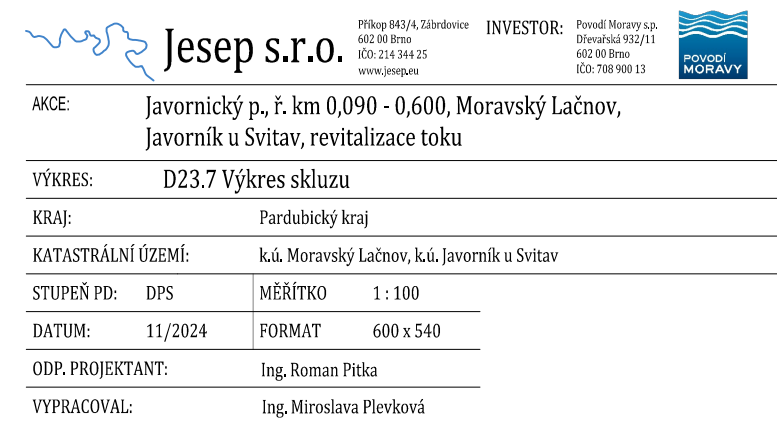 Jesep s.r.o.
Příkop 843/4, Zábrdovice
602 00 Brno
IČO: 214 344 25
www.jesep.eu
INVESTOR:
Povodí Moravy s.p.
Dřevařská 932/11
602 00 Brno
IČO: 708 900 13
POVODÍ
MORAVY
AKCE: Javornický p., ř. km 0,090 - 0,600, Moravský Lačnov,
Javorník u Svitav, revitalizace toku
VÝKRES: D23.7 Výkres skluzu
KRAJ: Pardubický kraj
KATASTRÁLNÍ ÚZEMÍ: k.ú. Moravský Lačnov, k.ú. Javorník u Svitav
STUPEŇ PD: DPS MĚŘÍTKO 1 : 100
DATUM: 11/2024 FORMAT 600 x 540
ODP. PROJEKTANT: Ing. Roman Pitka
VYPRACOVAL: Ing. Miroslava Plevková